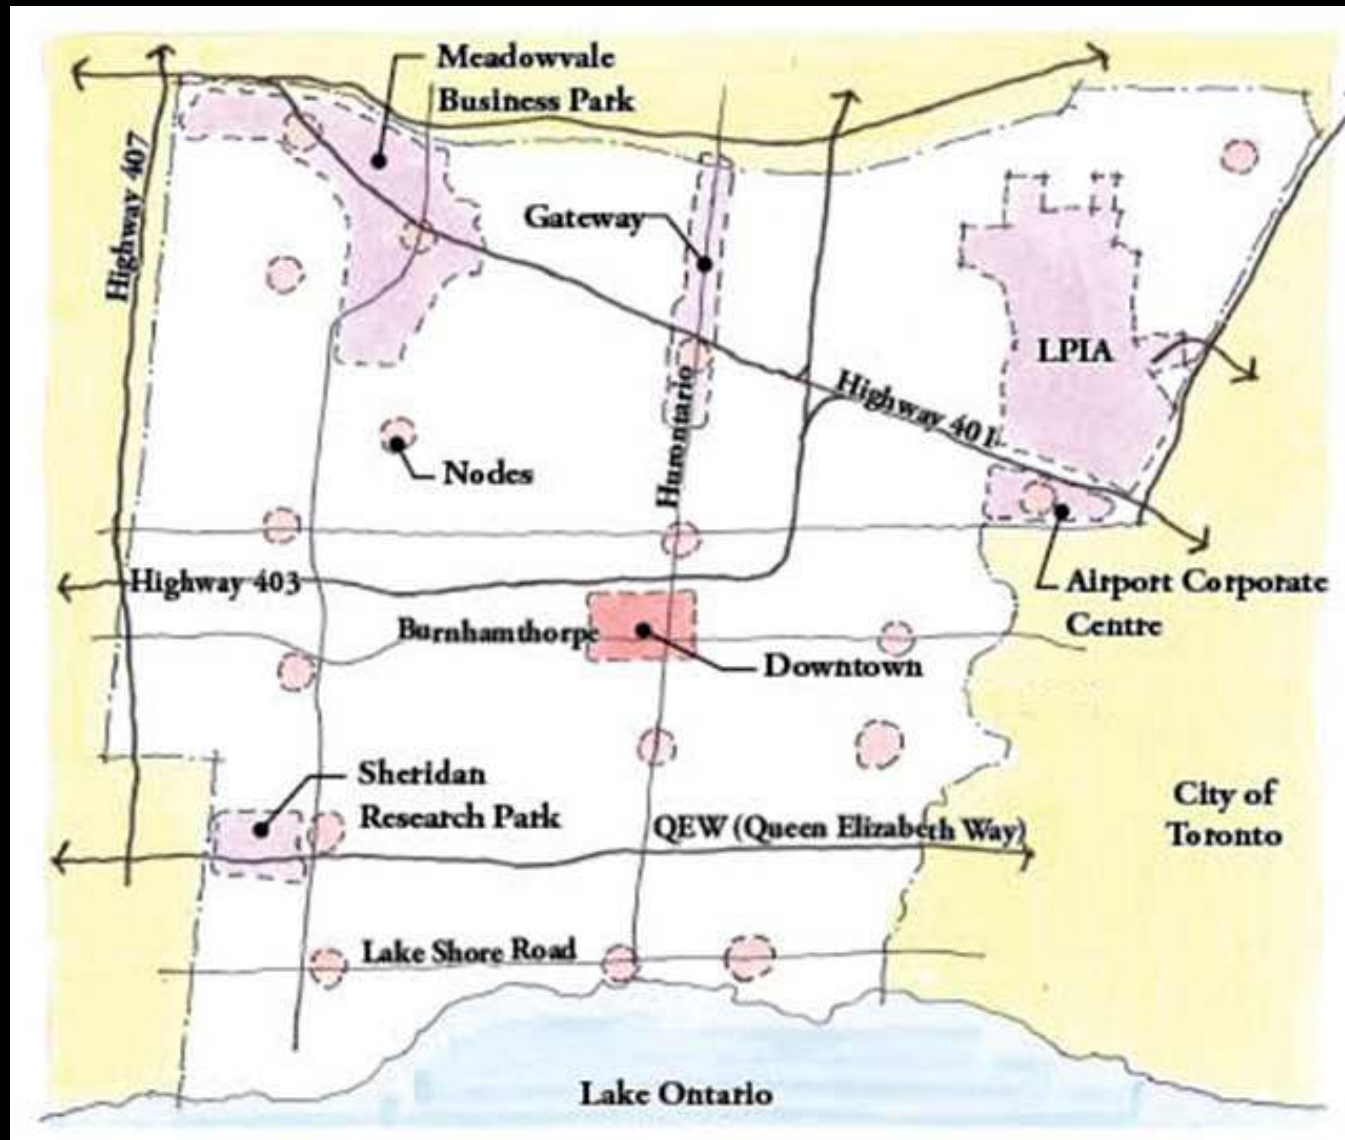 Meadowvale
Business Park
Highway 407
Gateway
LPIA
Highway 401
Hurontario
Nodes
Highway 403
Airport Corporate
Centre
Burnhamthorpe
Downtown
Sheridan
Research Park
QEW (Queen Elizabeth Way)
City of
Toronto
Lake Shore Road
Lake Ontario